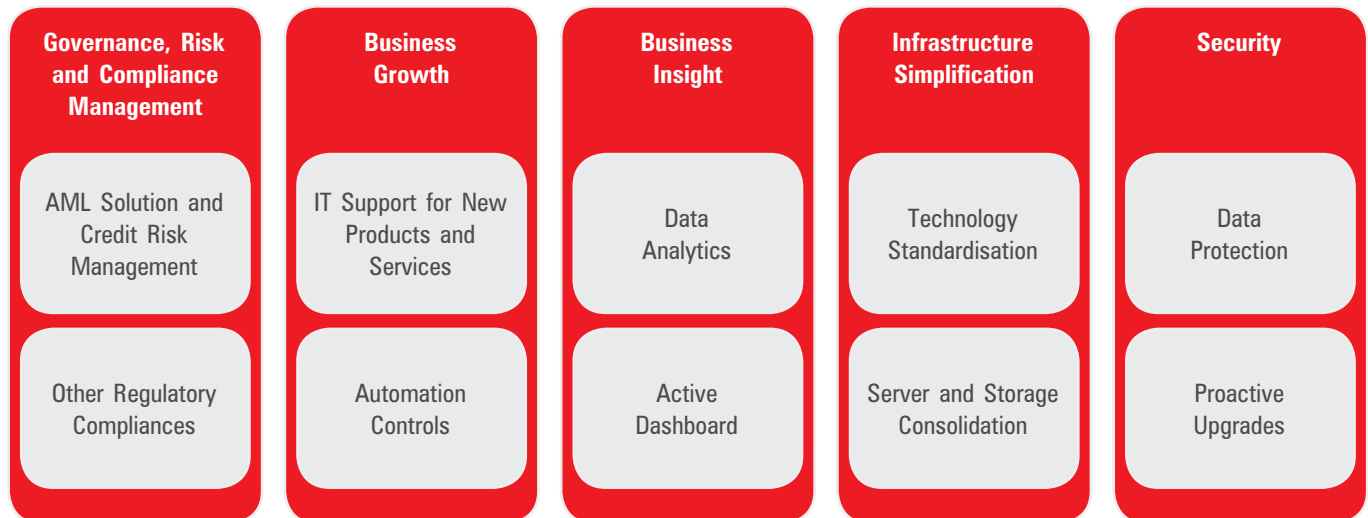 Governance, Risk
and Compliance
Management
AML Solution and
Credit Risk
Management
Other Regulatory
Compliances
Business
Growth
IT Support for New
Products and
Services
Automation
Controls
Business
Insight
Data
Analytics
Active
Dashboard
Infrastructure
Simplification
Technology
Standardisation
Server and Storage
Consolidation
Security
Data
Protection
Proactive
Upgrades